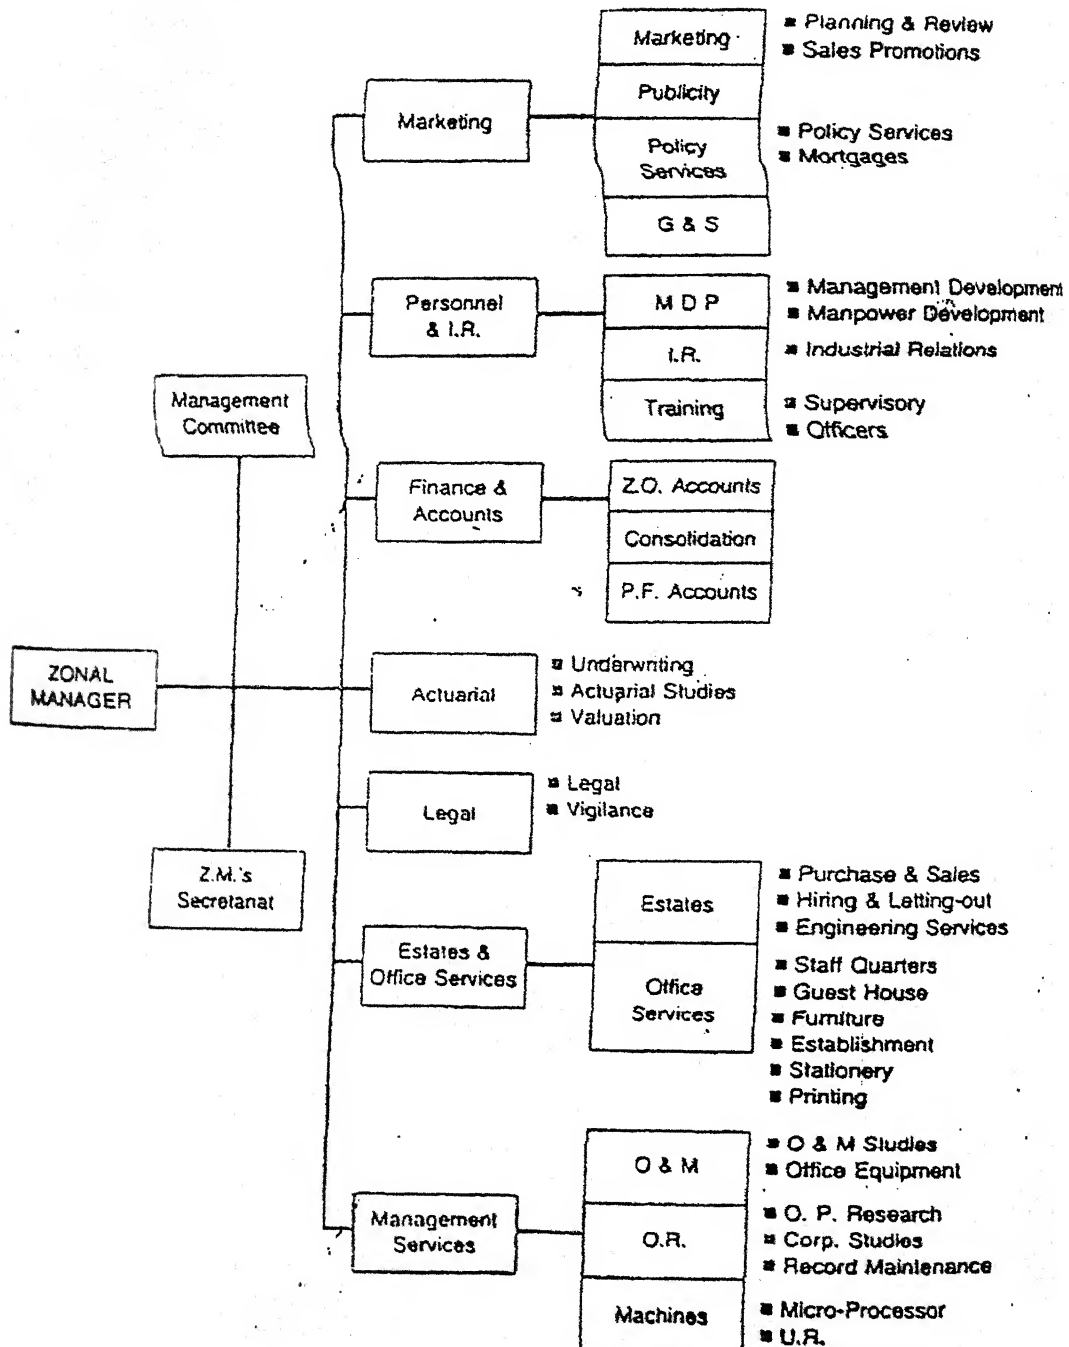 Marketing
■ Planning & Review
■ Sales Promotions
Publicity
Marketing
Policy
Services
■ Policy Services
■ Mortgages
G & S
Personnel
& I.R.
M D P
■ Management Development
■ Manpower Development
I.R.
■ Industrial Relations
Training
■ Supervisory
■ Officers
Management
Committee
Finance &
Accounts
Z.O. Accounts
Consolidation
P.F. Accounts
ZONAL
MANAGER
Actuarial
■ Underwriting
■ Actuarial Studies
■ Valuation
Legal
■ Legal
■ Vigilance
Z.M.'s
Secretariat
Estates &
Office Services
Estates
■ Purchase & Sales
■ Hiring & Letting-out
■ Engineering Services
Office
Services
■ Staff Quarters
■ Guest House
■ Furniture
■ Establishment
■ Stationery
■ Printing
Management
Services
O & M
■ O & M Studies
■ Office Equipment
O.R.
■ O. P. Research
■ Corp. Studies
■ Record Maintenance
Machines
■ Micro-Processor
■ U.R.